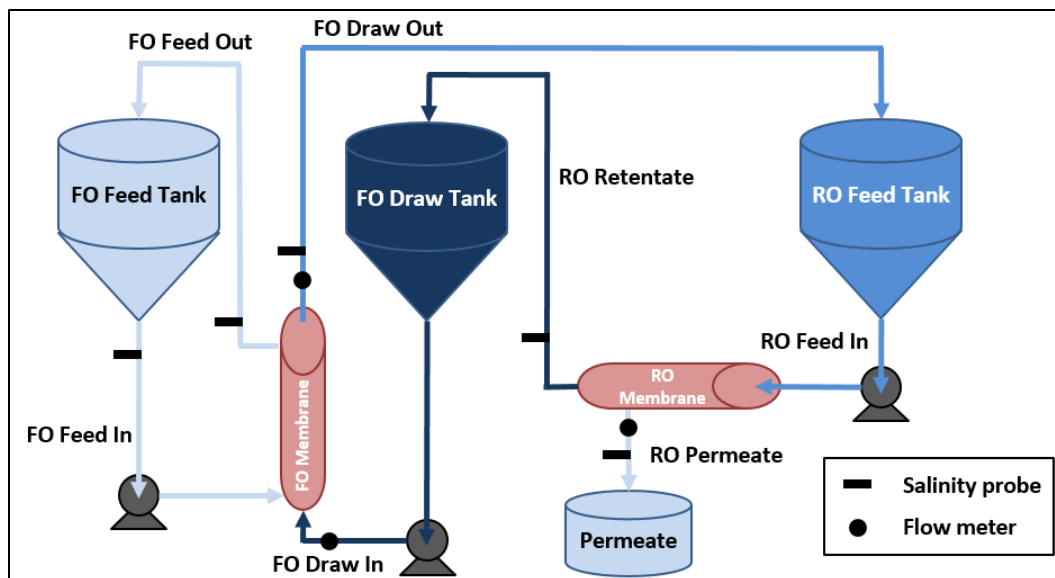 FO Draw Out
FO Feed Out
FO Feed Tank
FO Draw Tank
RO Retentate
RO Feed Tank
RO Feed In
RO
Membrane
FO Membrane
FO Feed In
RO Permeate
FO Draw In
Permeate
Salinity probe
Flow meter